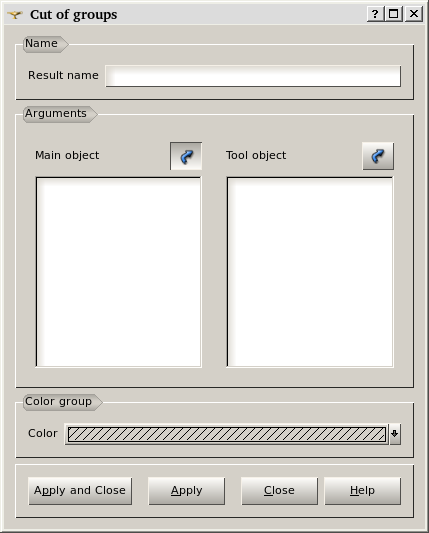 Cut of groups
Name
Result name
Arguments
Main object Tool object
Color group
Color
Apply and Close Apply Close Help